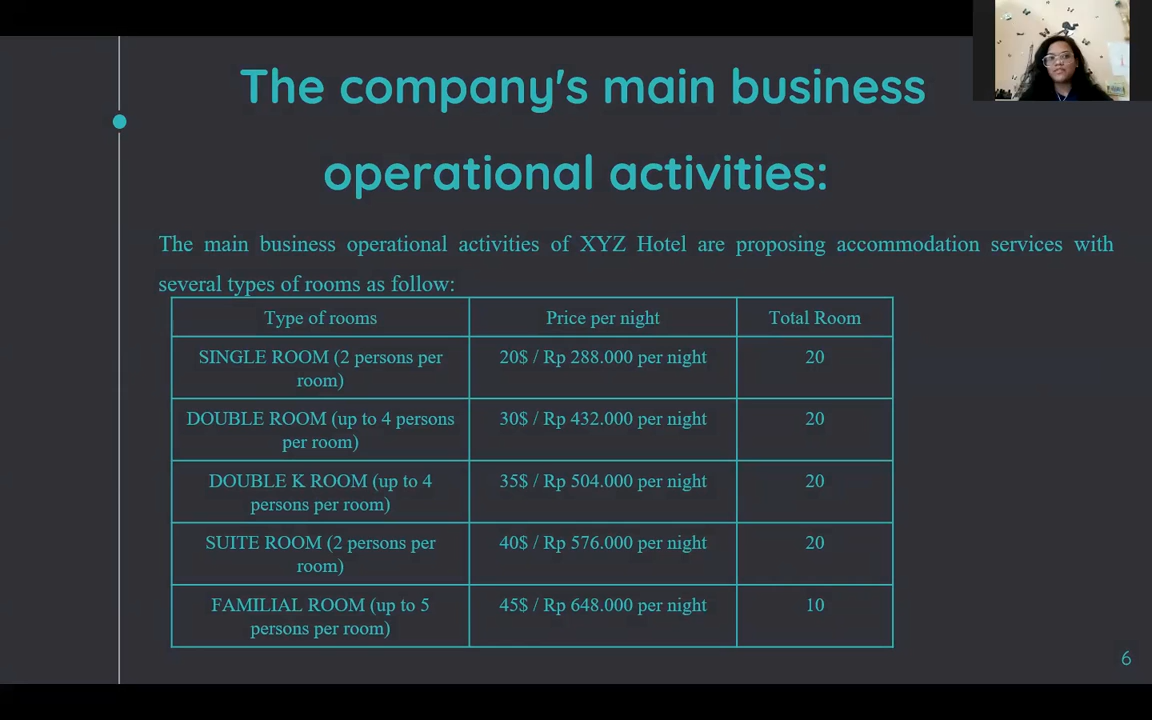 The company's main business
operational activities:
The main business operational activities of XYZ Hotel are proposing accommodation services with
several types of rooms as follow:
Type of rooms Price per night Total Room
SINGLE ROOM (2 persons per 20$ / Rp 288.000 per night 20
room)
DOUBLE ROOM (up to 4 persons 30$ / Rp 432.000 per night 20
per room)
DOUBLE K ROOM (up to 4 35$ / Rp 504.000 per night 20
persons per room)
SUITE ROOM (2 persons per 40$ / Rp 576.000 per night 20
room)
FAMILIAL ROOM (up to 5 45$ / Rp 648.000 per night 10
persons per room)
6